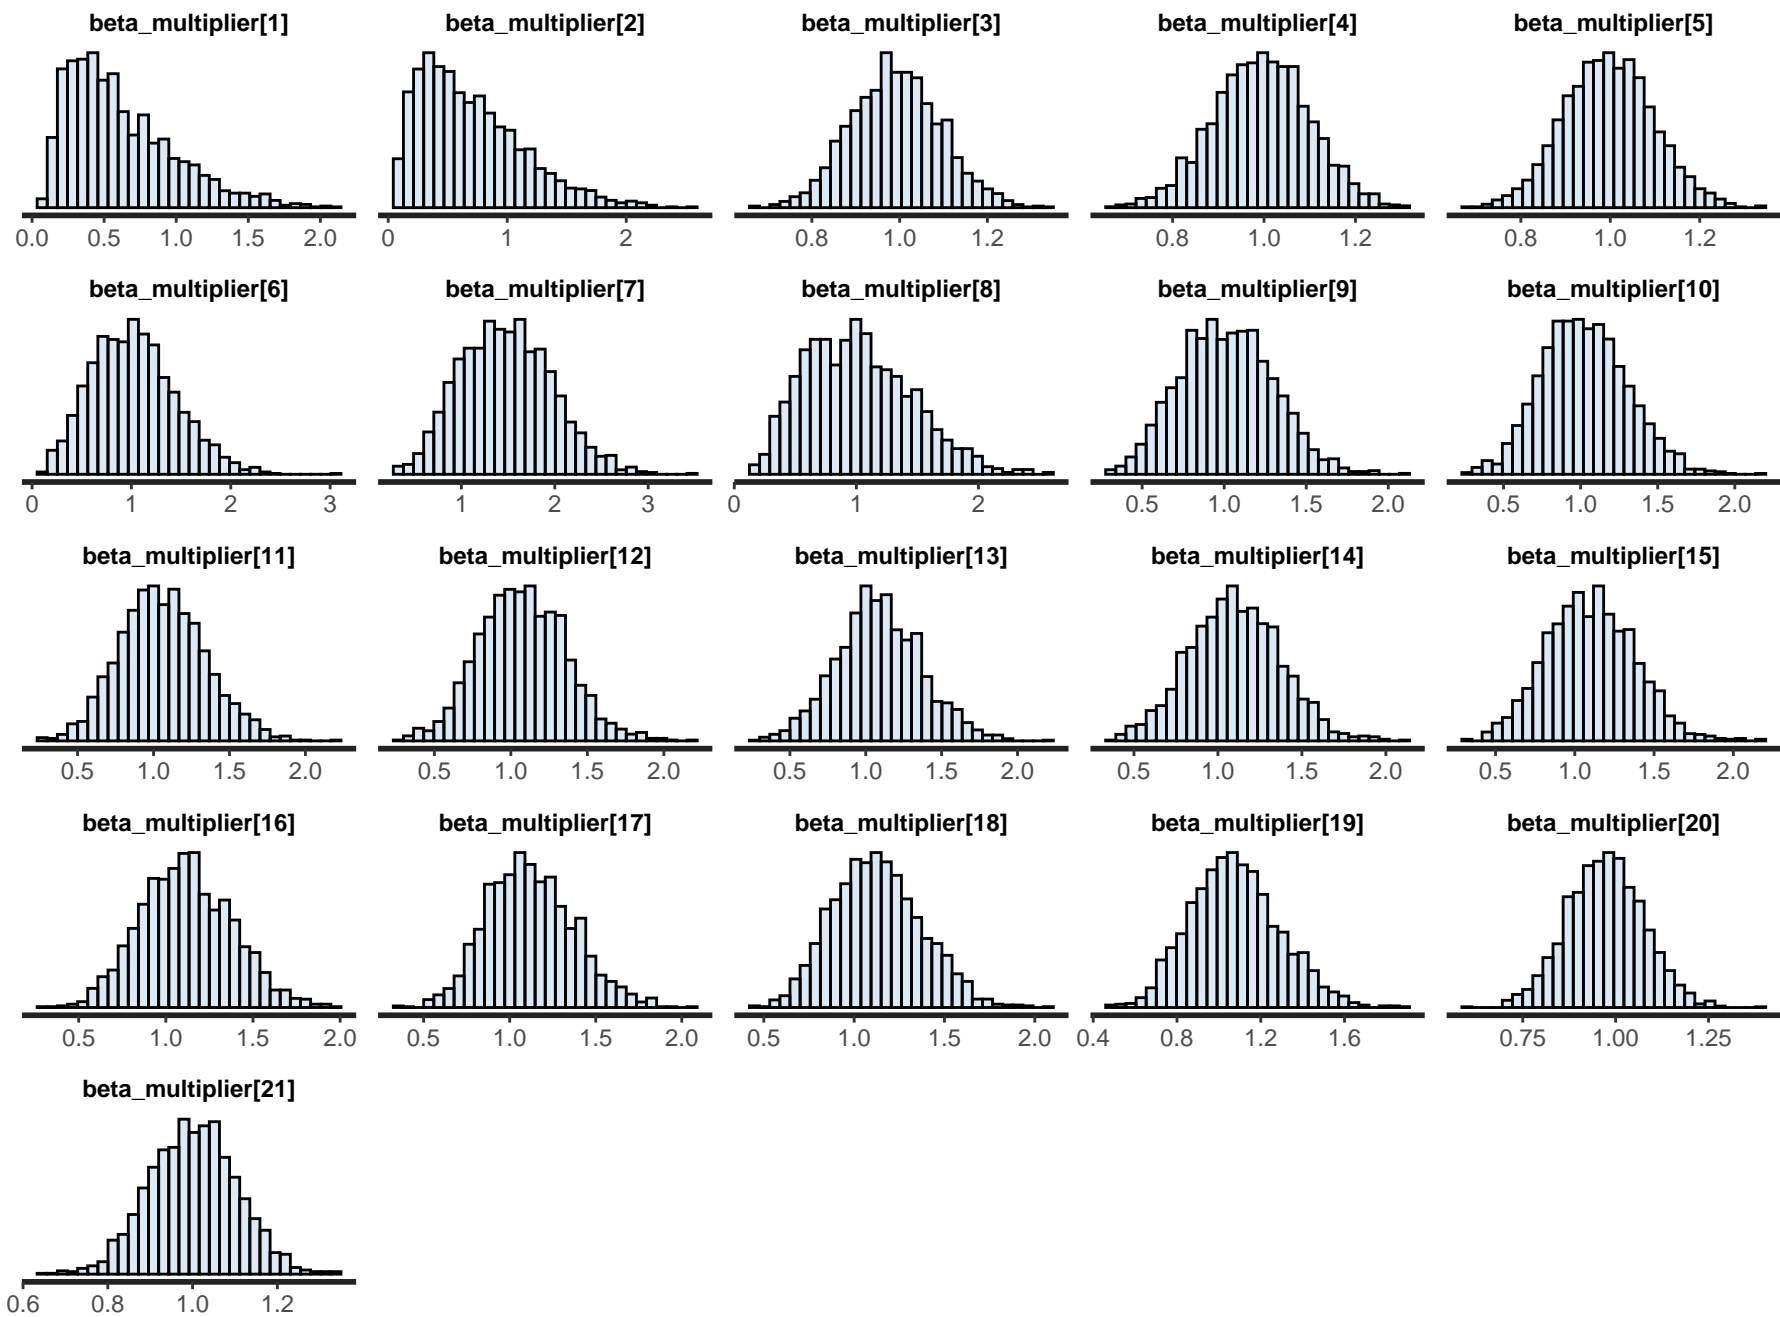 beta_multiplier[1] beta_multiplier[2] beta_multiplier[3] beta_multiplier[4] beta_multiplier[5]
0.0 0.5 1.0 1.5 2.0 0 1 2 0.8 1.0 1.2 0.8 1.0 1.2 0.8 1.0 1.2
beta_multiplier[6] beta_multiplier[7] beta_multiplier[8] beta_multiplier[9] beta_multiplier[10]
0 1 2 3 1 2 3 0 1 2 0.5 1.0 1.5 2.0 0.5 1.0 1.5 2.0
beta_multiplier[11] beta_multiplier[12] beta_multiplier[13] beta_multiplier[14] beta_multiplier[15]
0.5 1.0 1.5 2.0 0.5 1.0 1.5 2.0 0.5 1.0 1.5 2.0 0.5 1.0 1.5 2.0 0.5 1.0 1.5 2.0
beta_multiplier[16] beta_multiplier[17] beta_multiplier[18] beta_multiplier[19] beta_multiplier[20]
0.5 1.0 1.5 2.0 0.5 1.0 1.5 2.0 0.5 1.0 1.5 2.0 0.4 0.8 1.2 1.6 0.75 1.00 1.25
beta_multiplier[21]
0.6 0.8 1.0 1.2